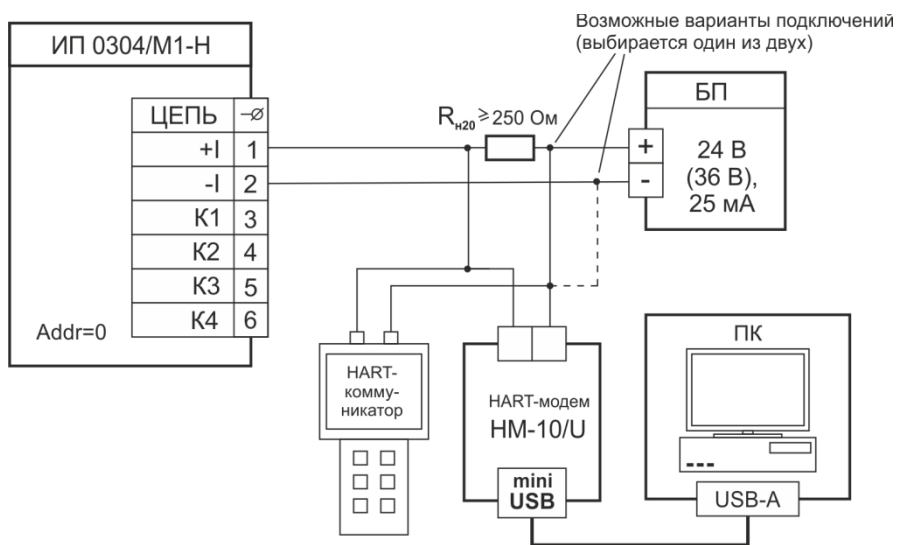 Возможные варианты подключений
(выбирается один из двух)
ИП 0304/М1-Н
ЦЕПЬ
+I 1
-I 2
К1 3
К2 4
К3 5
К4 6
Addr=0
Rн20 ⩾ 250 Ом
БП
+
-
24 В
(36 В),
25 мА
HART-
комму-
никатор
HART-модем
HM-10/U
mini
USB
ПК
USB-A